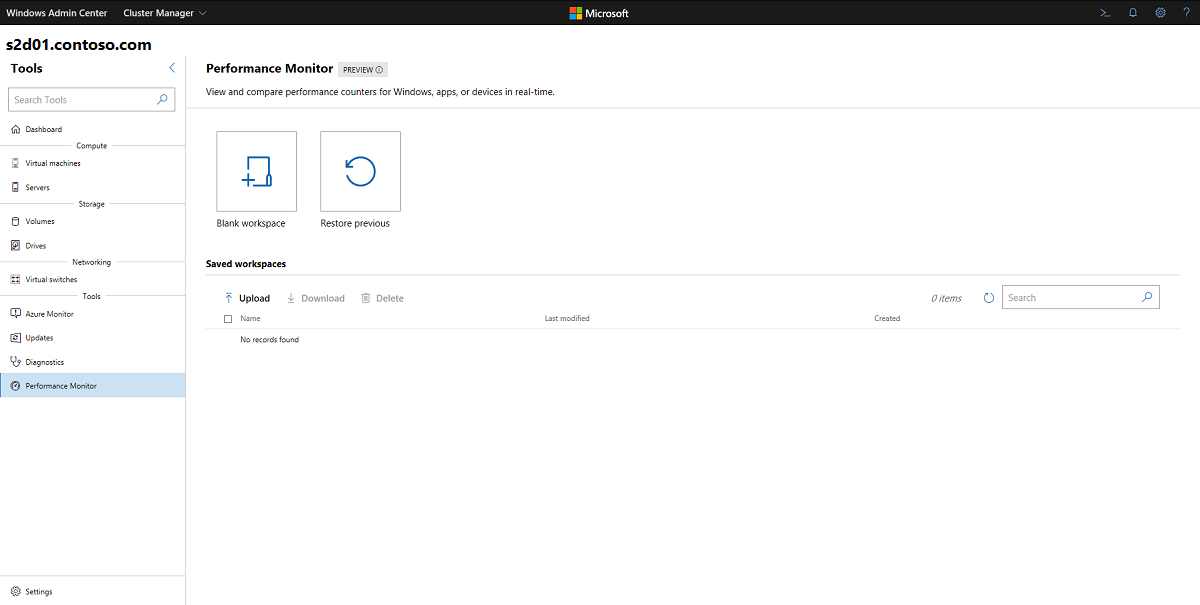 Windows Admin Center Cluster Manager Microsoft ?
s2d01.contoso.com
Tools
Search Tools
Dashboard
Compute
Virtual machines
Servers
Storage
Volumes
Drives
Networking
Virtual switches
Tools
Azure Monitor
Updates
Diagnostics
Performance Monitor
Settings
Performance Monitor PREVIEW
View and compare performance counters for Windows, apps, or devices in real-time.
Blank workspace Restore previous
Saved workspaces
Upload Download Delete 0 items Search
Name Last modified Created
No records found